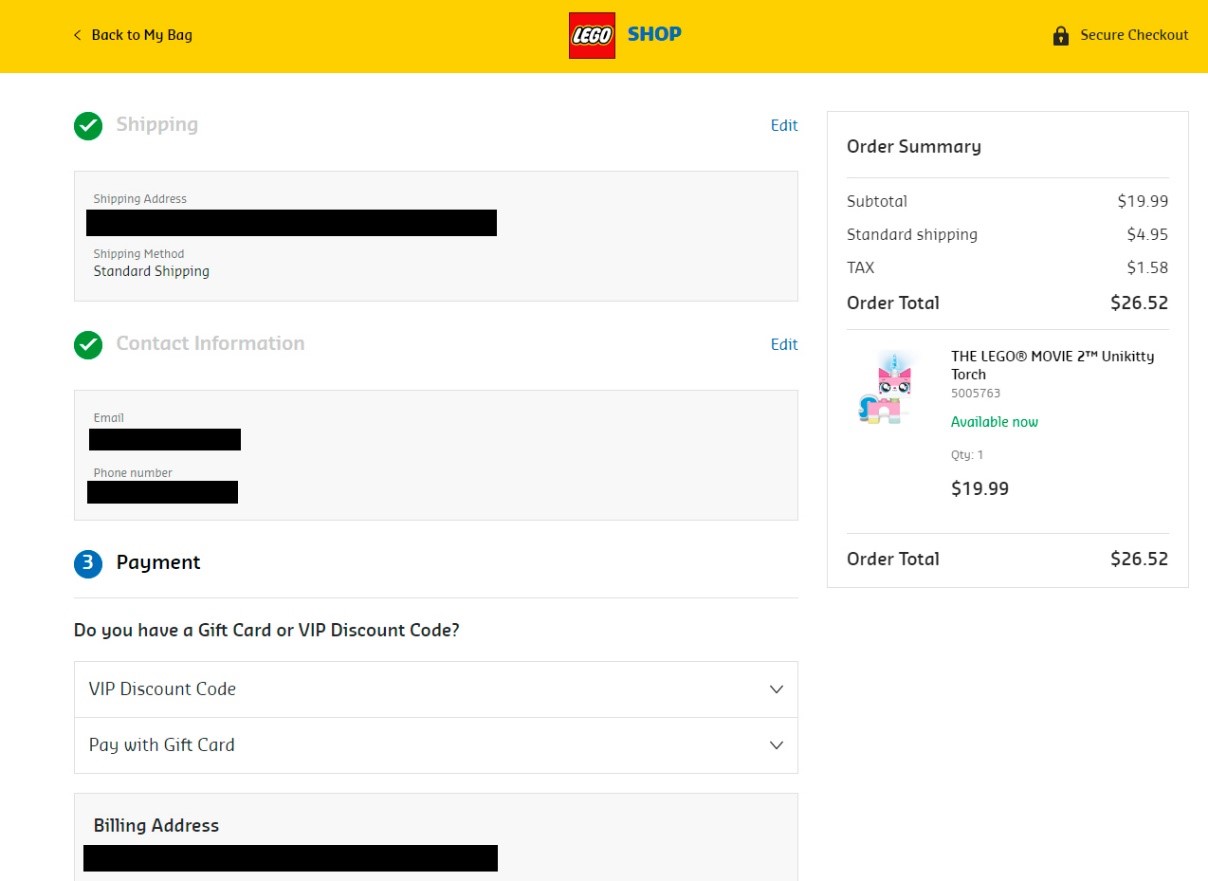 Back to My Bag
LEGO SHOP
Secure Checkout
Shipping
Edit
Shipping Address
Shipping Method
Standard Shipping
Contact Information
Edit
Email
Phone number
3 Payment
Do you have a Gift Card or VIP Discount Code?
VIP Discount Code
Pay with Gift Card
Billing Address
Order Summary
Subtotal $19.99
Standard shipping $4.95
TAX $1.58
Order Total $26.52
THE LEGO® MOVIE 2™ Unikitty
Torch
5005763
Available now
Qty: 1
$19.99
Order Total $26.52